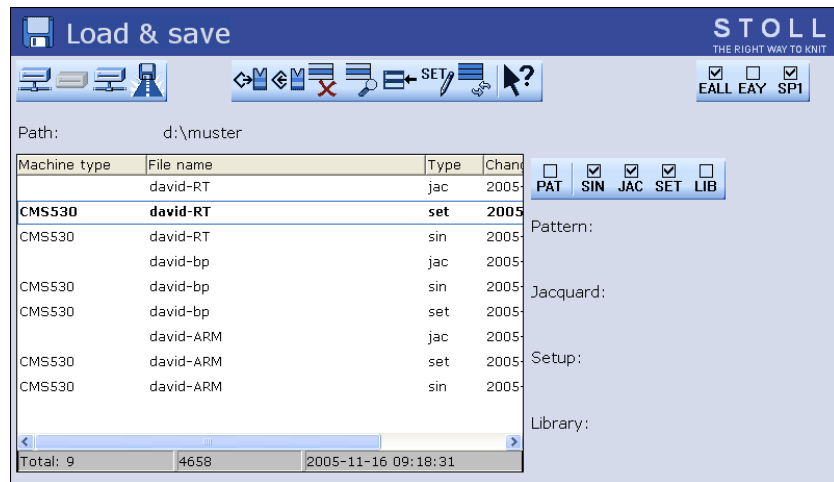 Load & save
STOLL
THE RIGHT WAY TO KNIT
SET
?
EALL EAY SP1
Path: d:\muster
Machine type File name Type Chang
david-RT jac 2005-
CMS530 david-RT set 2005
CMS530 david-RT sin 2005-
david-bp jac 2005-
CMS530 david-bp sin 2005-
CMS530 david-bp set 2005-
david-ARM jac 2005-
CMS530 david-ARM set 2005-
CMS530 david-ARM sin 2005-
Total: 9 4658 2005-11-16 09:18:31
PAT SIN JAC SET LIB
Pattern:
Jacquard:
Setup:
Library: